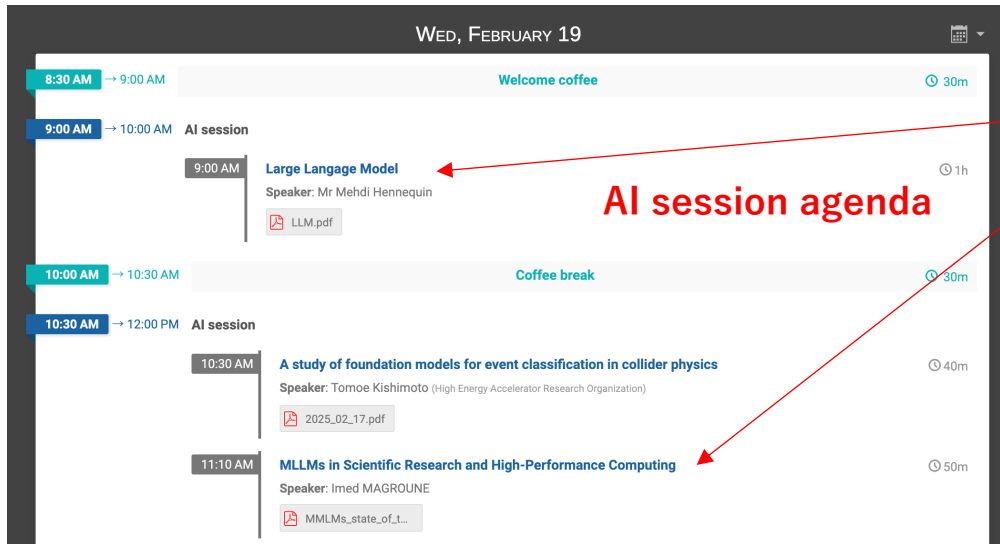 WED, FEBRUARY 19
8:30 AM → 9:00 AM Welcome coffee 30m
9:00 AM → 10:00 AM AI session
9:00 AM Large Langage Model 1h
Speaker: Mr Mehdi Hennequin
LLM.pdf
AI session agenda
10:00 AM → 10:30 AM Coffee break 30m
10:30 AM → 12:00 PM AI session
10:30 AM A study of foundation models for event classification in collider physics 40m
Speaker: Tomoe Kishimoto (High Energy Accelerator Research Organization)
2025_02_17.pdf
11:10 AM MLLMs in Scientific Research and High-Performance Computing 50m
Speaker: Imed MAGROUNE
MMLMs_state_of_t...